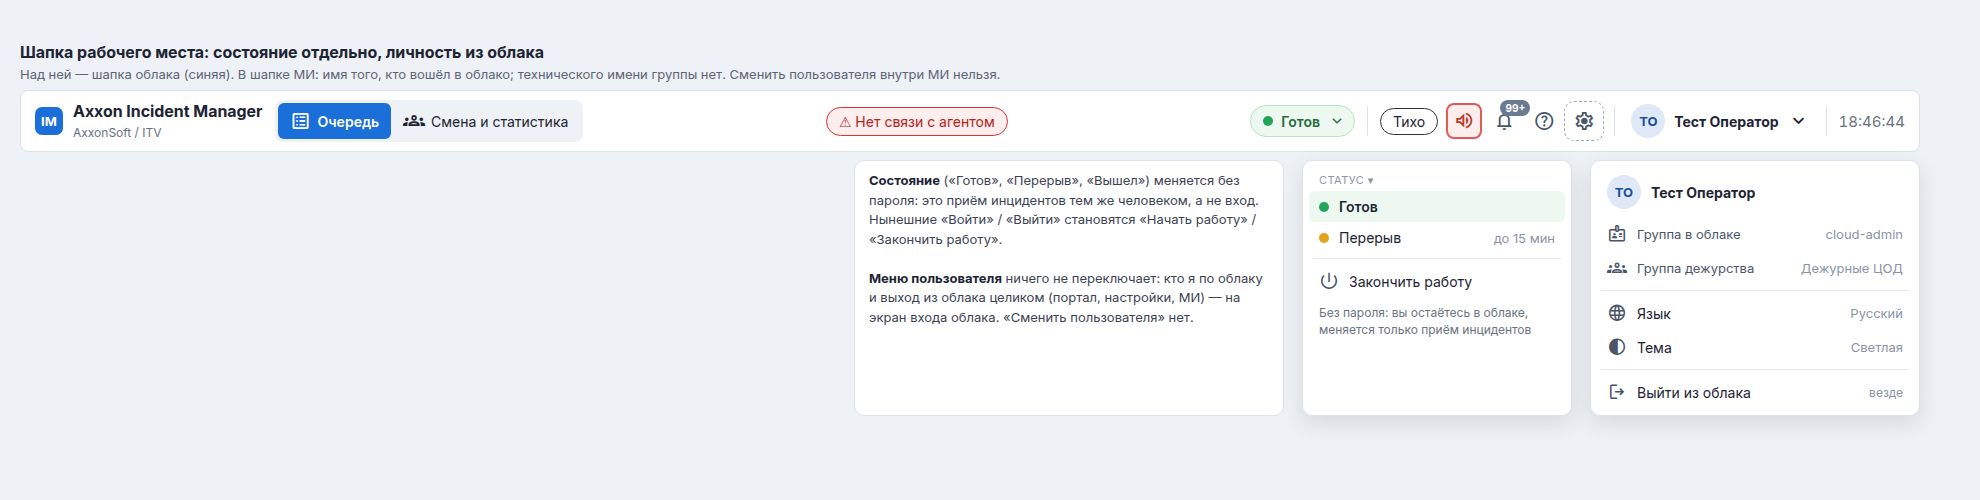 Шапка рабочего места: состояние отдельно, личность из облака
Над ней — шапка облака (синяя). В шапке МИ: имя того, кто вошёл в облако; технического имени группы нет. Сменить пользователя внутри МИ нельзя.
IM
Axxon Incident Manager
AxxonSoft / ITV
Очередь
Смена и статистика
⚠ Нет связи с агентом
Готов
Тихо
99+
ТО
Тест Оператор
18:46:44
Состояние («Готов», «Перерыв», «Вышел») меняется без
пароля: это приём инцидентов тем же человеком, а не вход.
Нынешние «Войти» / «Выйти» становятся «Начать работу» /
«Закончить работу».
Меню пользователя ничего не переключает: кто я по облаку
и выход из облака целиком (портал, настройки, МИ) — на
экран входа облака. «Сменить пользователя» нет.
СТАТУС ▾
Готов
Перерыв до 15 мин
Закончить работу
Без пароля: вы остаётесь в облаке,
меняется только приём инцидентов
ТО
Тест Оператор
Группа в облаке cloud-admin
Группа дежурства Дежурные ЦОД
Язык Русский
Тема Светлая
Выйти из облака везде